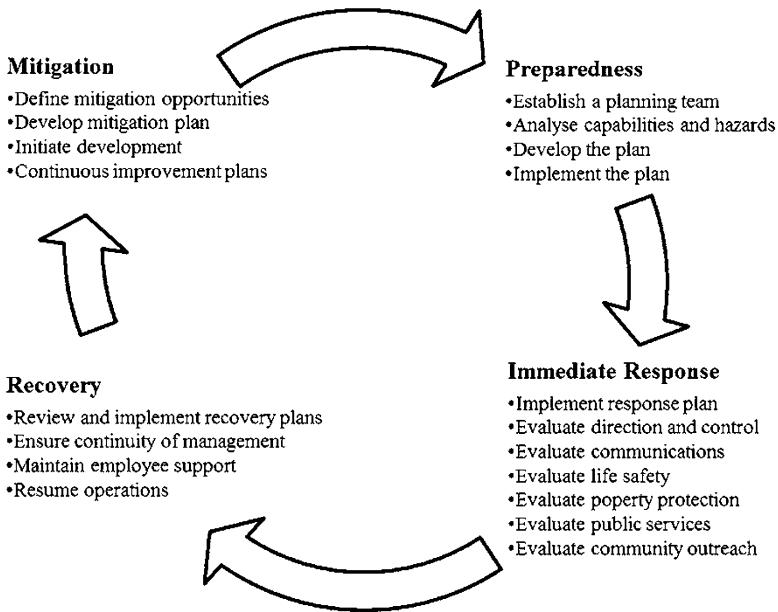 Mitigation
•Define mitigation opportunities
•Develop mitigation plan
•Initiate development
•Continuous improvement plans
Preparedness
•Establish a planning team
•Analyse capabilities and hazards
•Develop the plan
•Implement the plan
Immediate Response
•Implement response plan
•Evaluate direction and control
•Evaluate communications
•Evaluate life safety
•Evaluate poperty protection
•Evaluate public services
•Evaluate community outreach
Recovery
•Review and implement recovery plans
•Ensure continuity of management
•Maintain employee support
•Resume operations